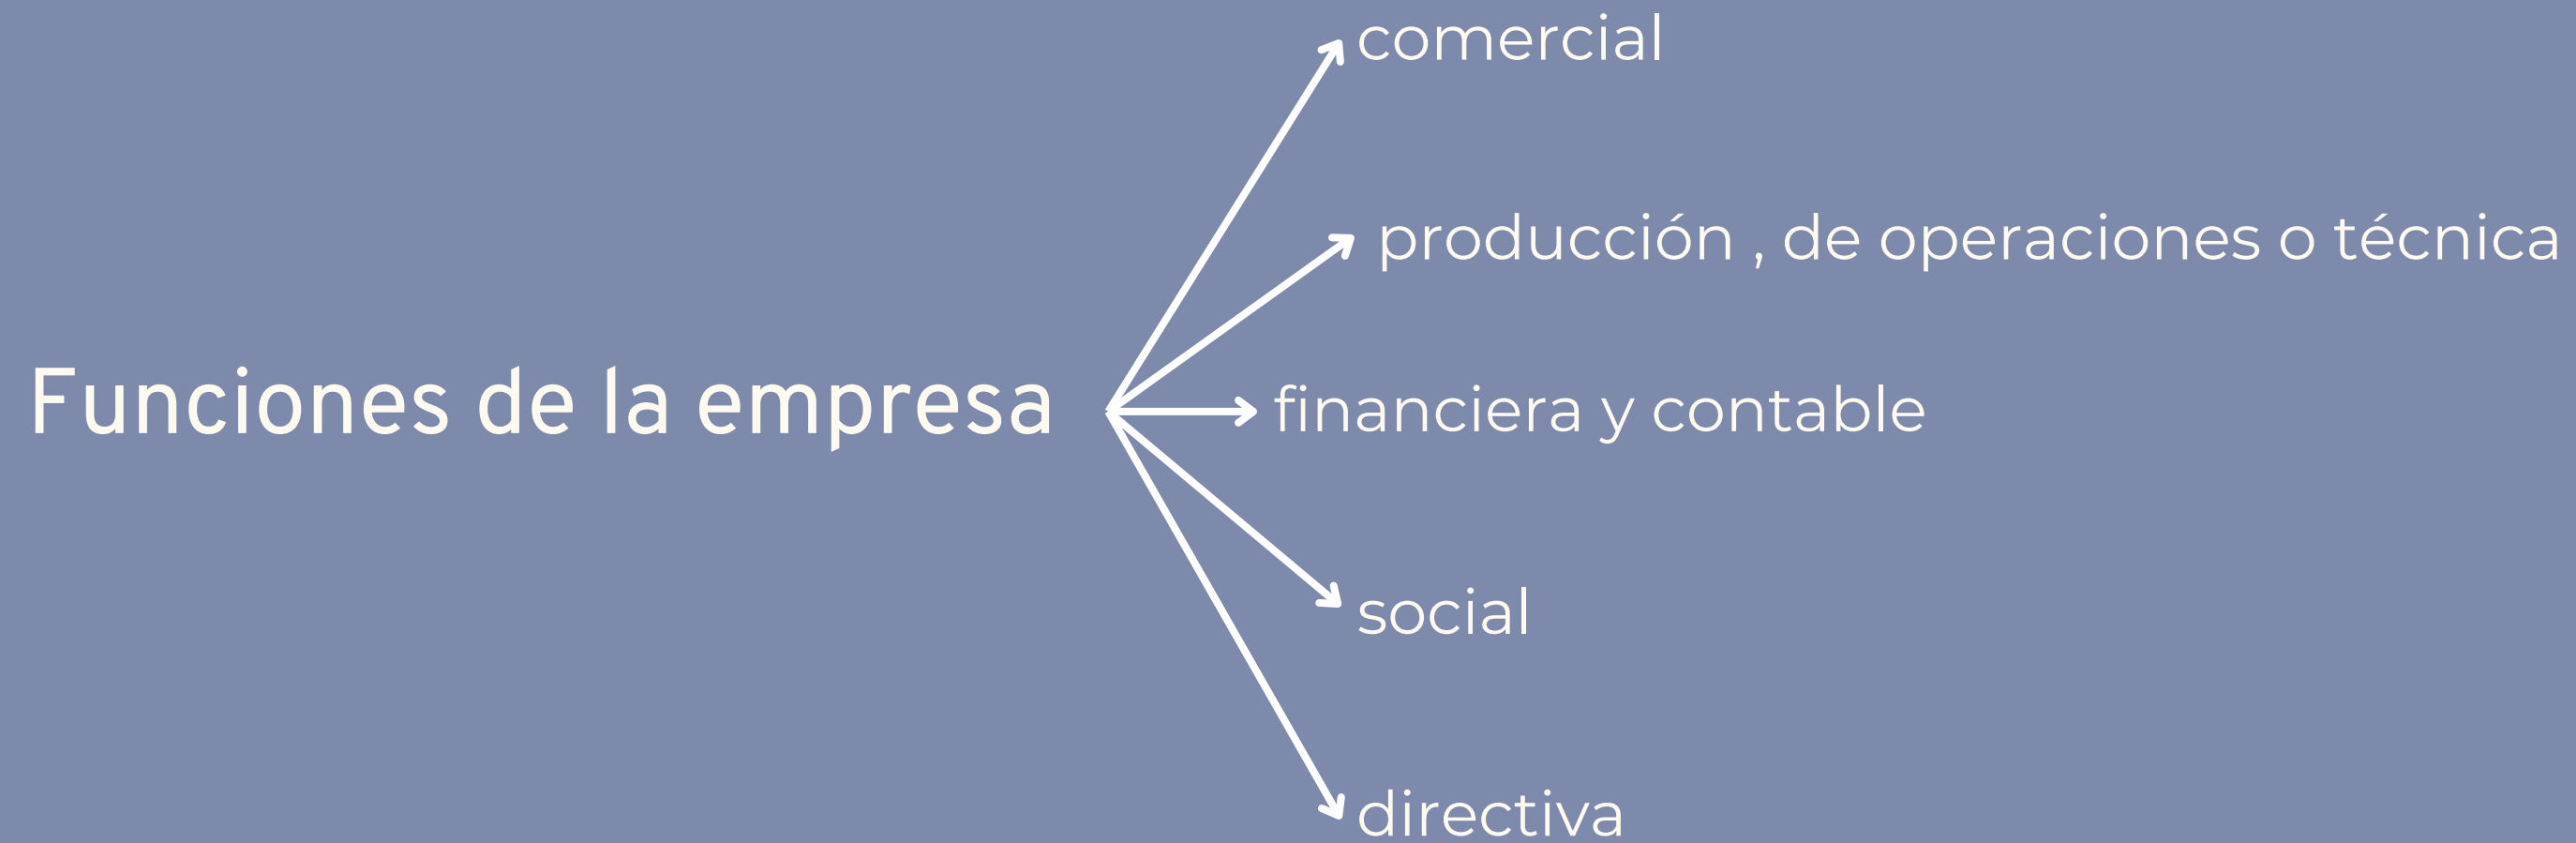 Funciones de la empresa
comercial
producción , de operaciones o técnica
financiera y contable
social
directiva